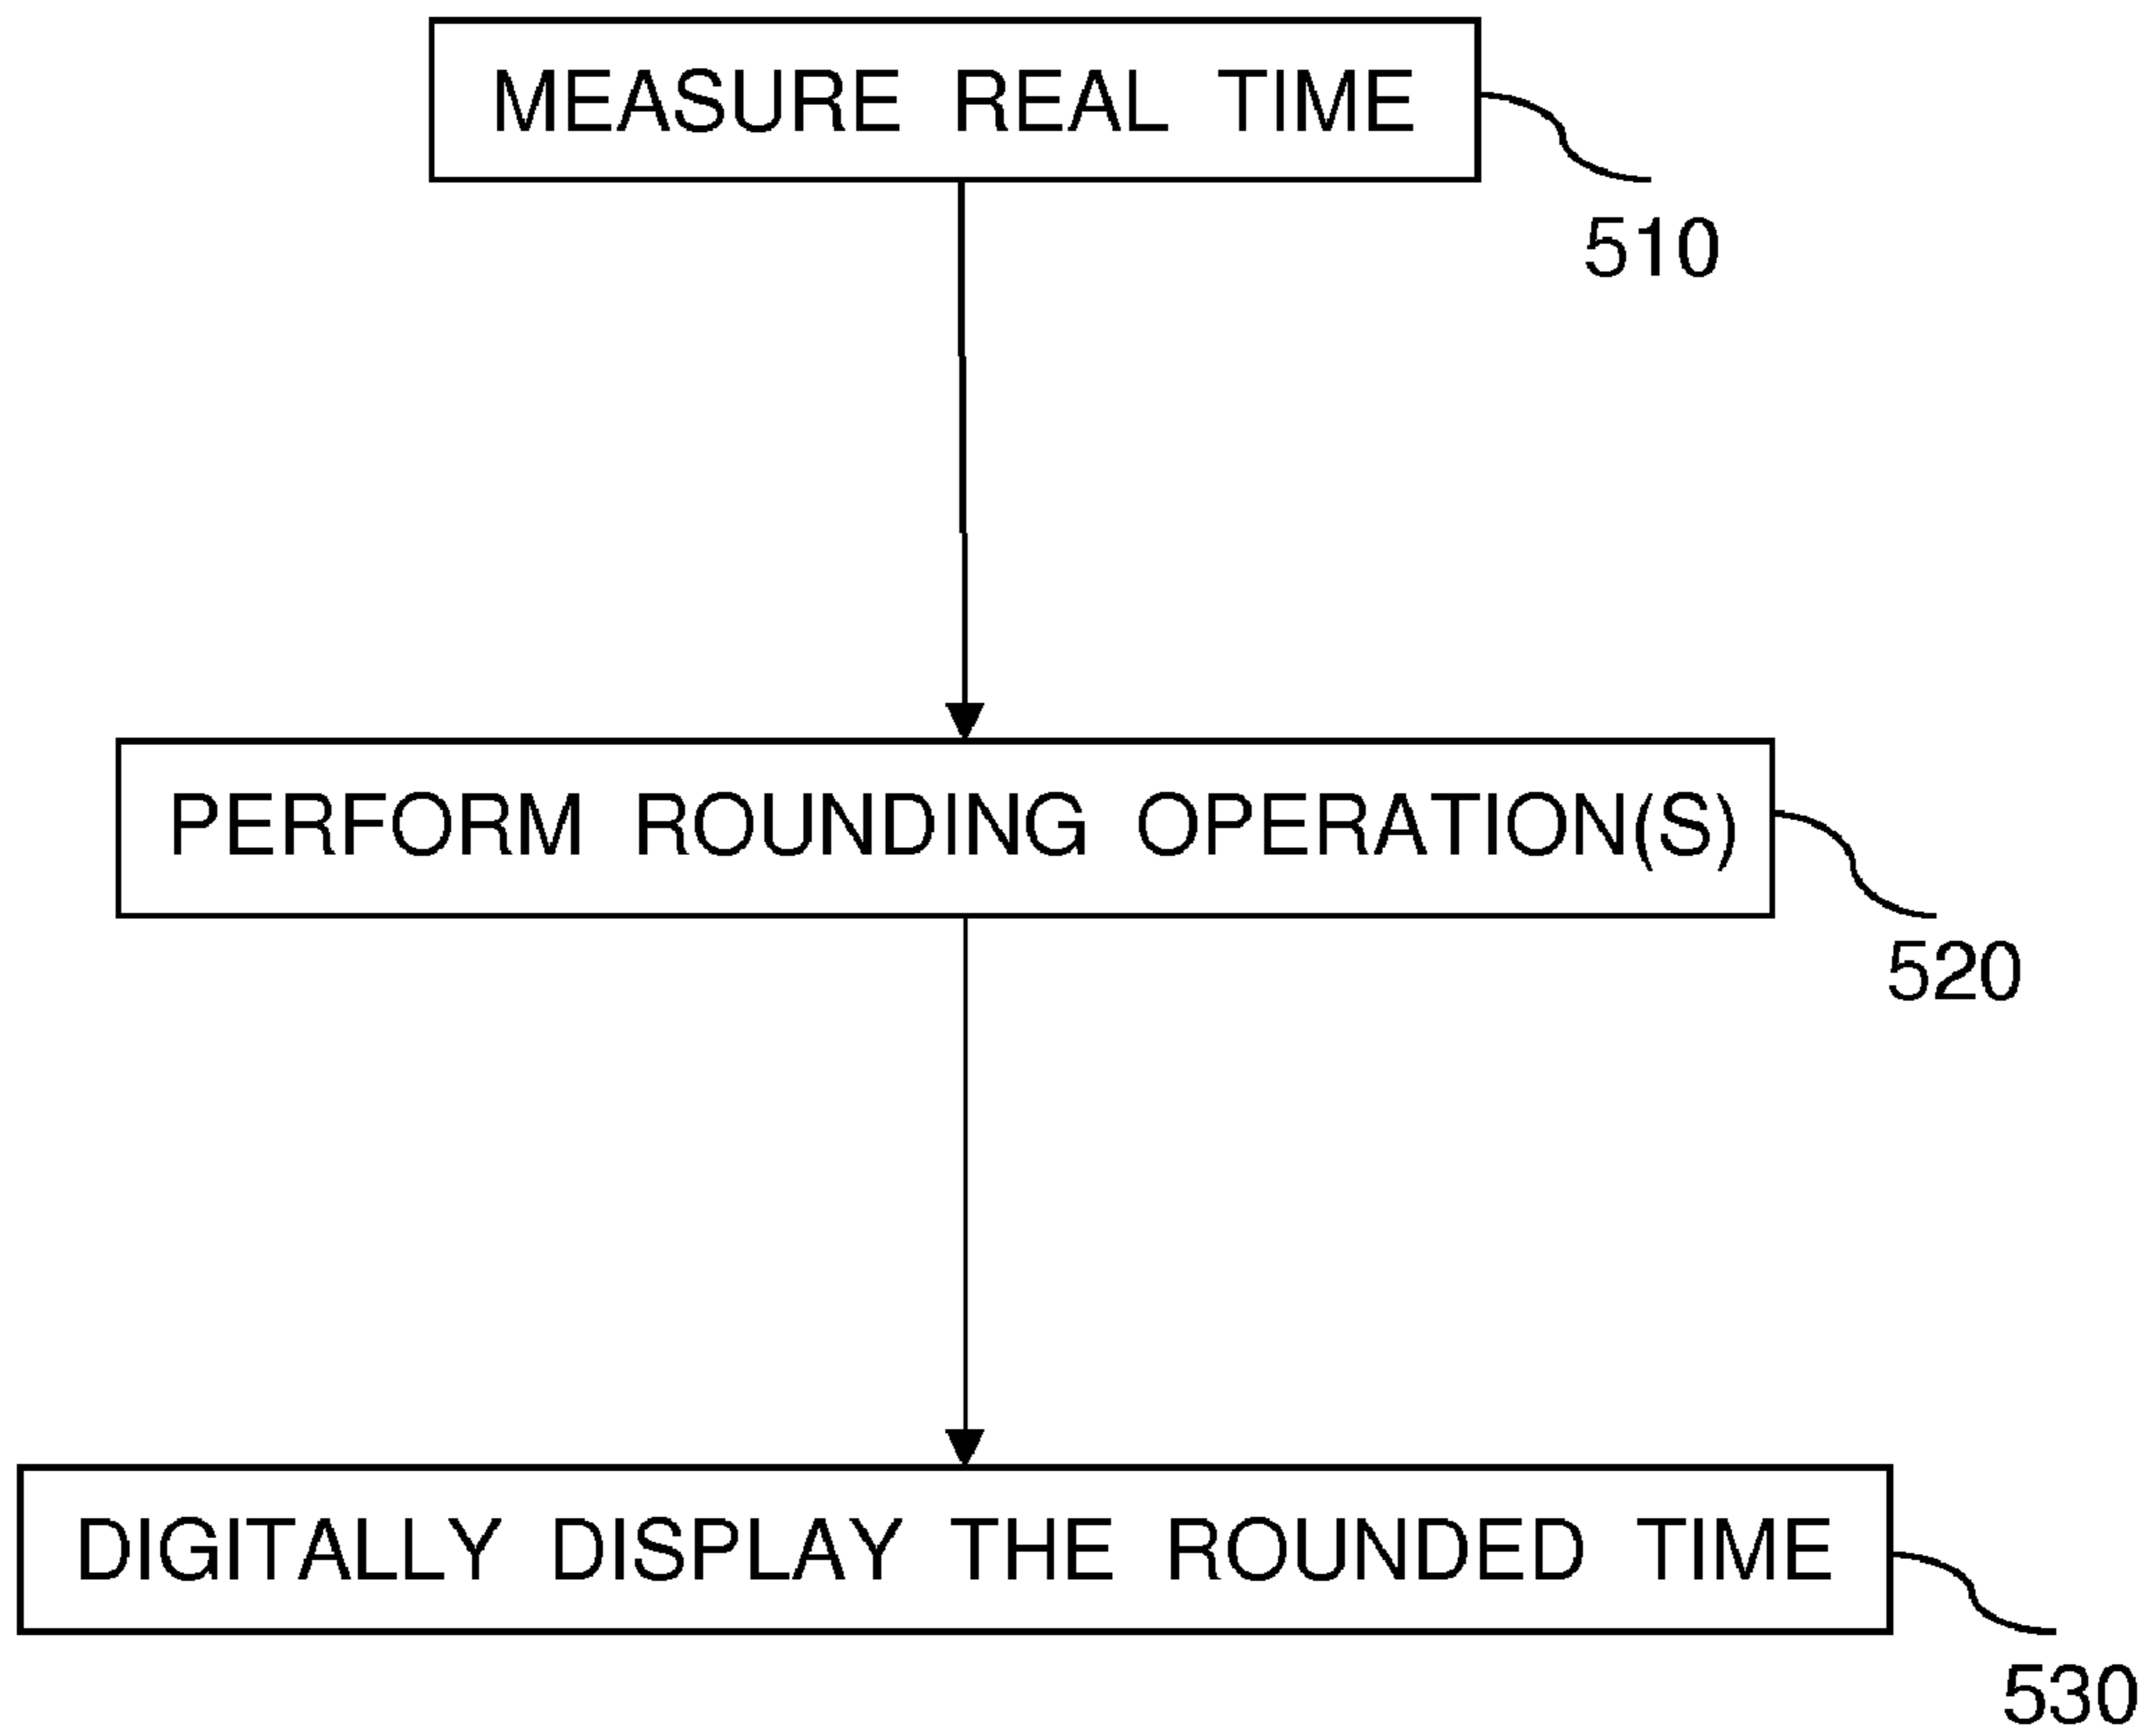 MEASURE REAL TIME
510
PERFORM ROUNDING OPERATION(S)
520
DIGITALLY DISPLAY THE ROUNDED TIME
530